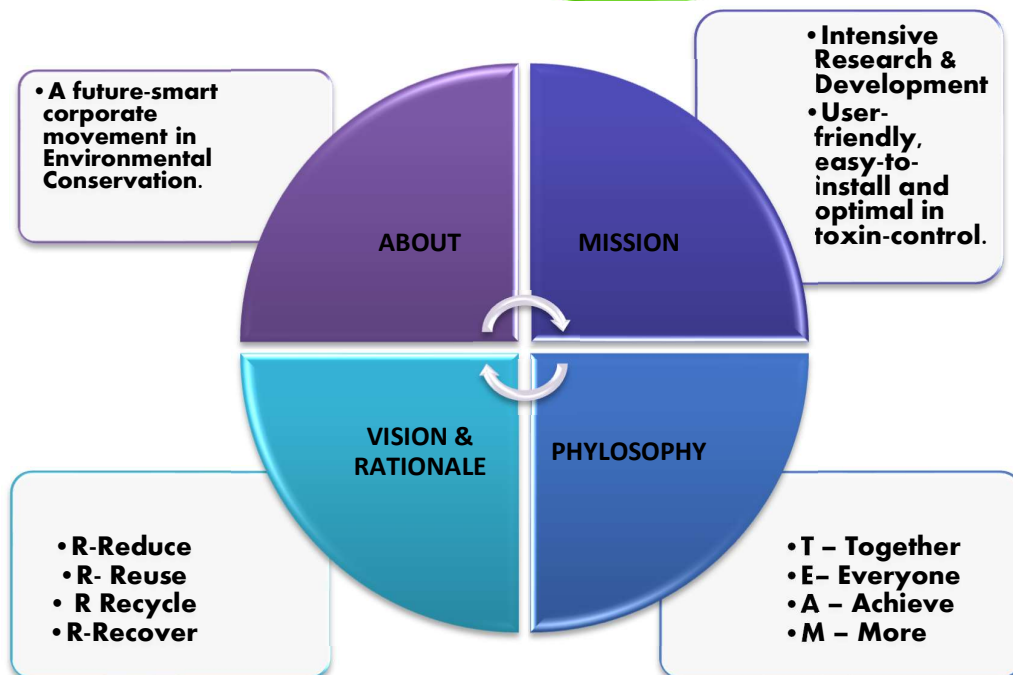 • A future-smart
corporate
movement in
Environmental
Conservation.
ABOUT
• Intensive
Research &
Development
• User-
friendly,
easy-to-
install and
optimal in
toxin-control.
MISSION
VISION &
RATIONALE
• R-Reduce
• R- Reuse
• R Recycle
• R-Recover
PHYLOSOPHY
• T – Together
• E– Everyone
• A – Achieve
• M – More